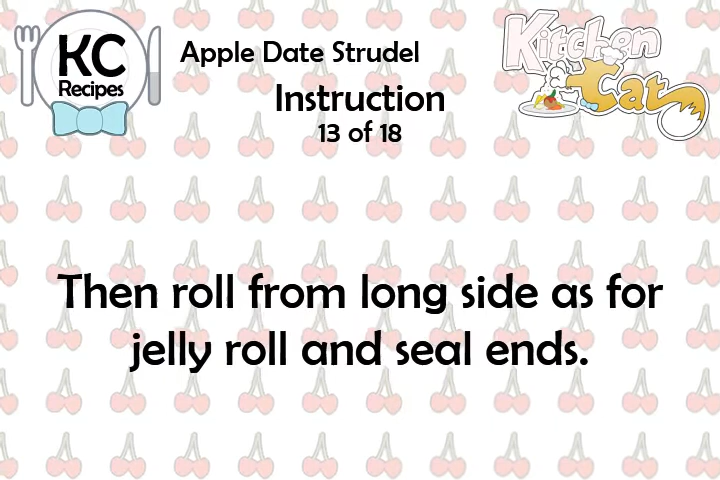 KC
Recipes
Apple Date Strudel
Instruction
13 of 18
Kitchen
Cat
Then roll from long side as for
jelly roll and seal ends.